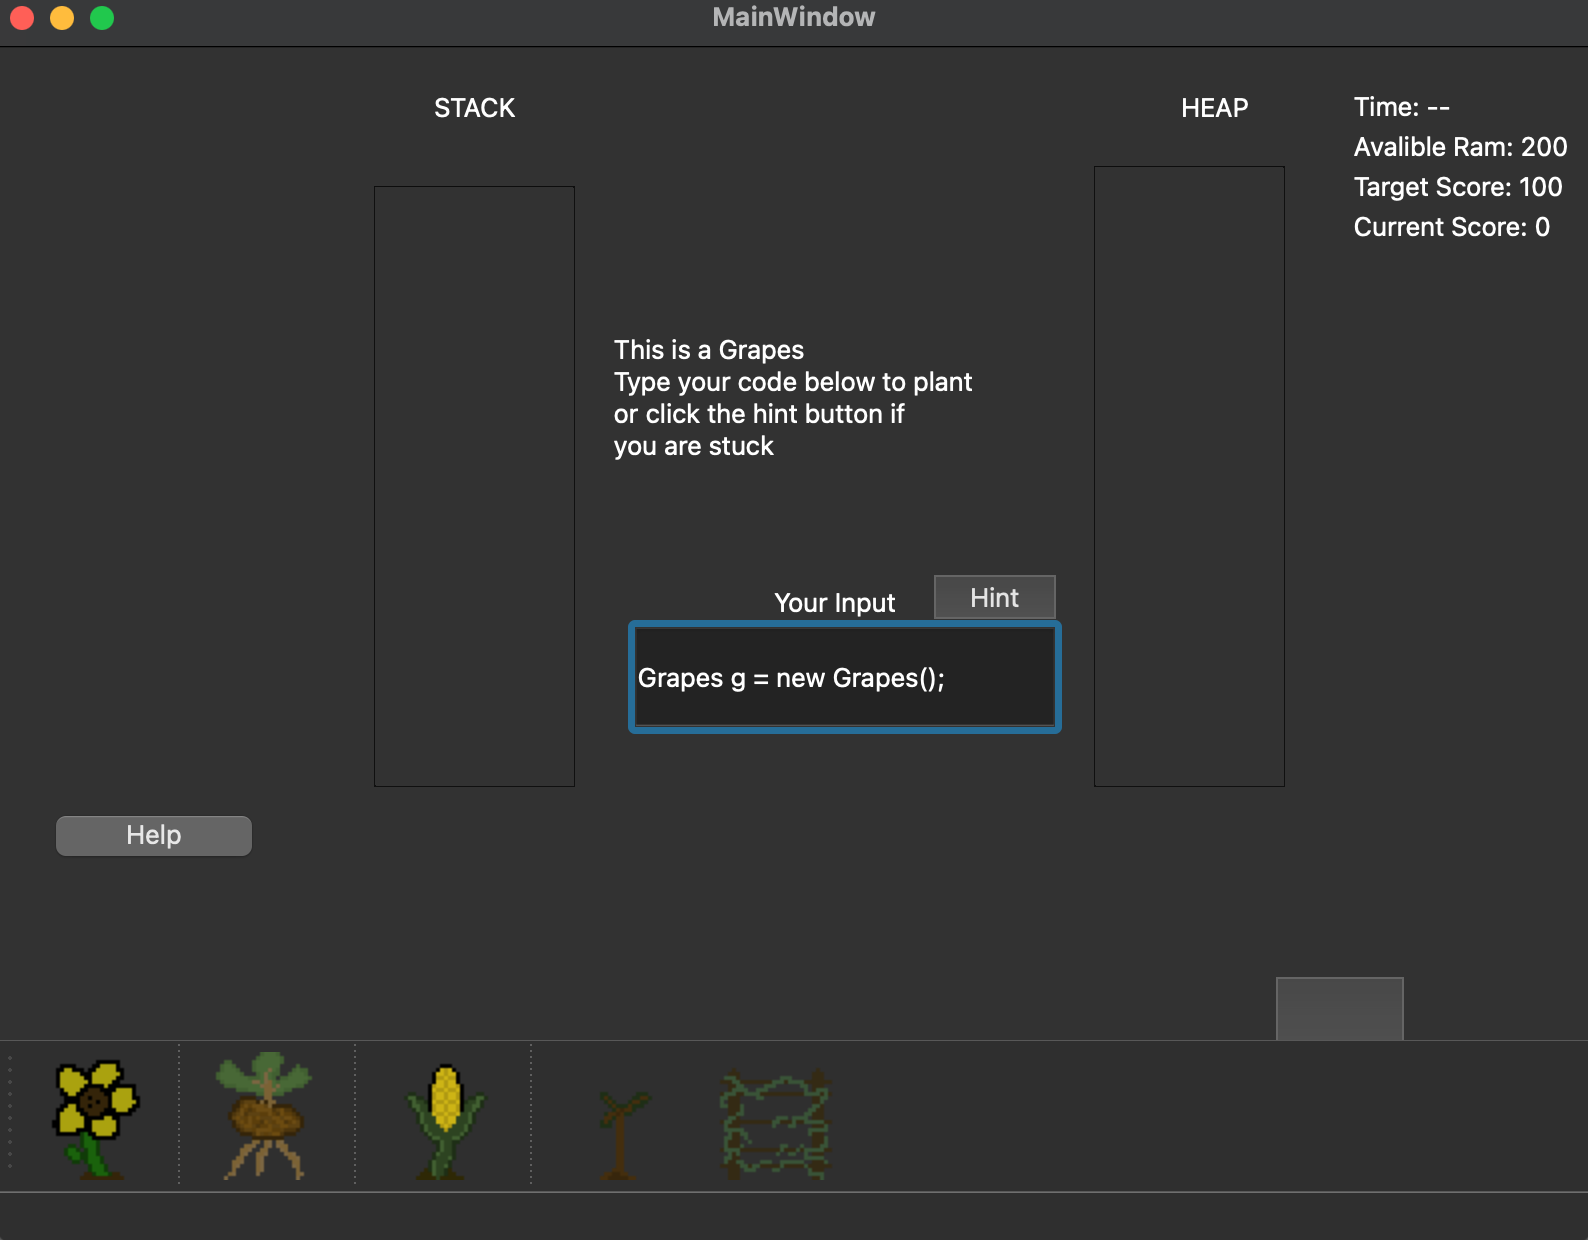 MainWindow
STACK
HEAP
Time: --
Avalible Ram: 200
Target Score: 100
Current Score: 0
This is a Grapes
Type your code below to plant
or click the hint button if
you are stuck
Your Input
Hint
Grapes g = new Grapes();
Help